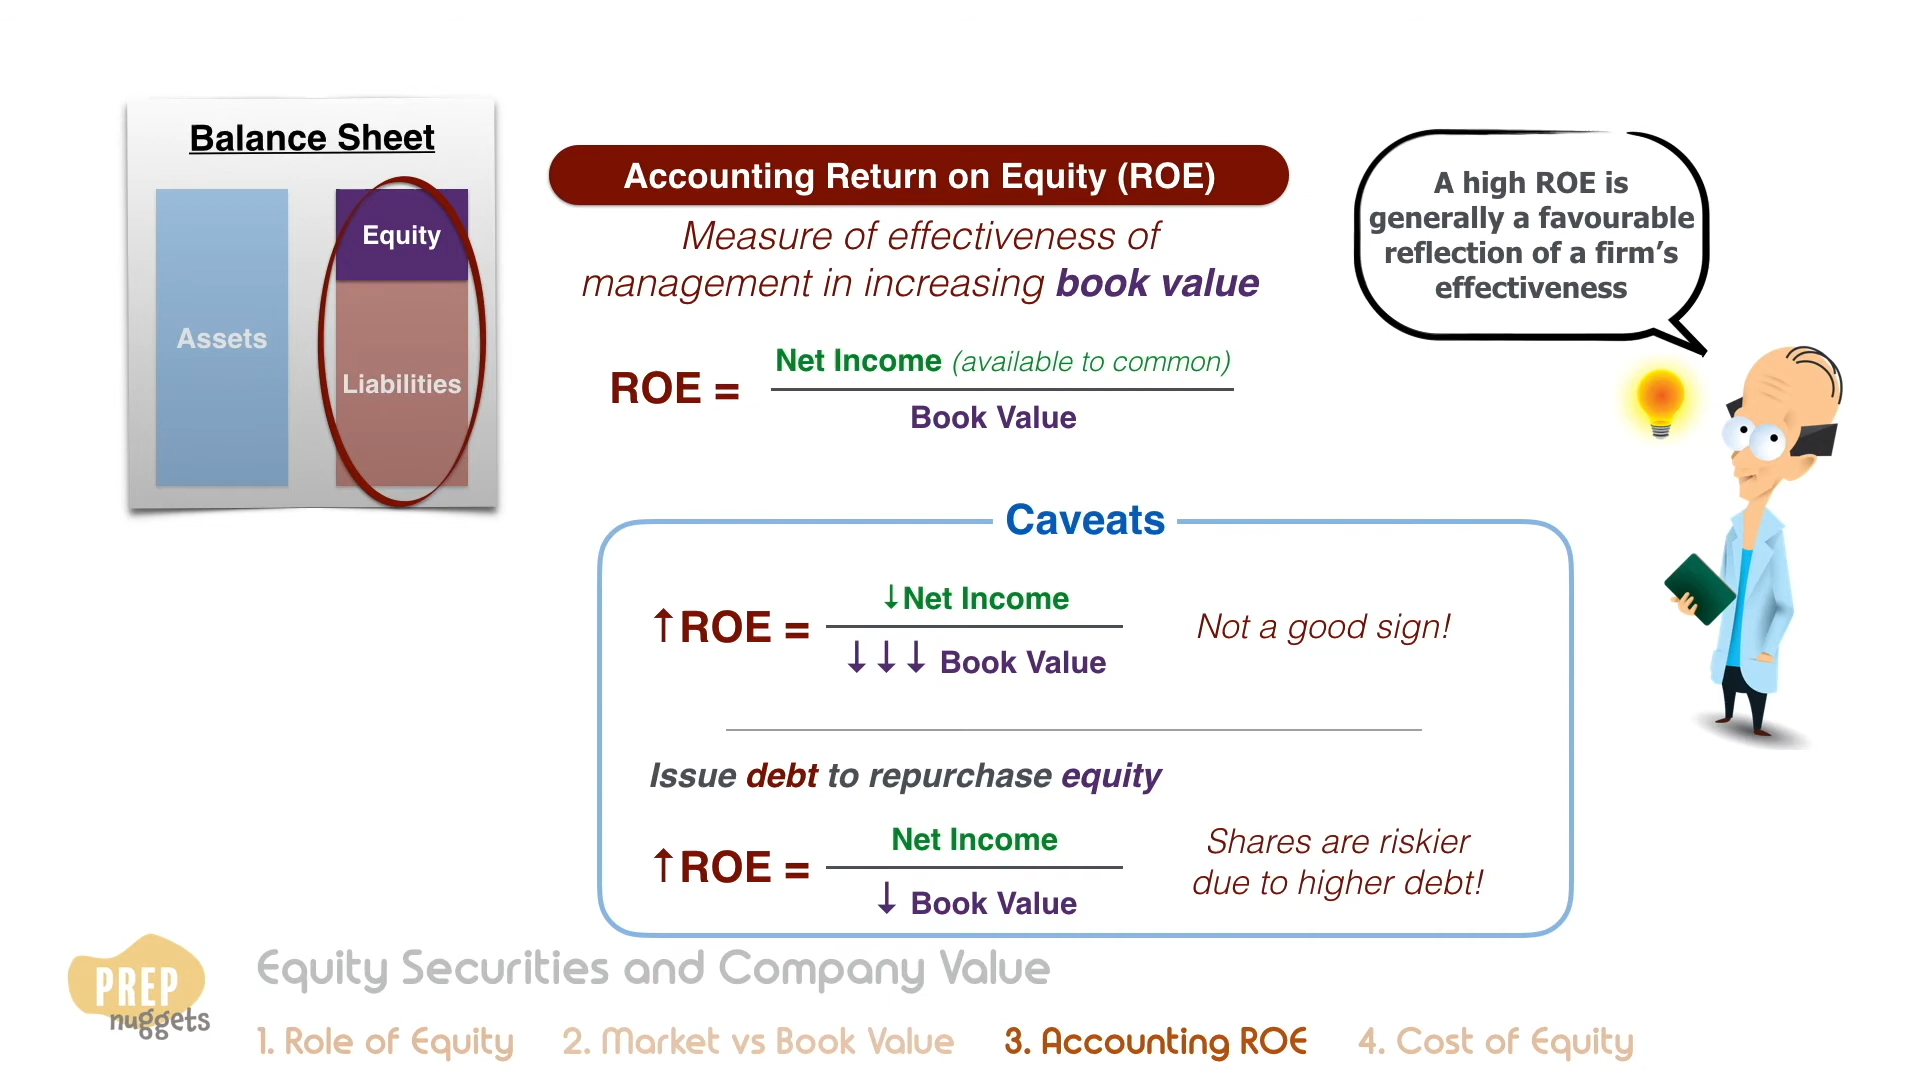 Balance Sheet
Assets
Equity
Liabilities
Accounting Return on Equity (ROE)
Measure of effectiveness of
management in increasing book value
ROE =
Net Income (available to common)
Book Value
A high ROE is
generally a favourable
reflection of a firm's
effectiveness
Caveats
↑ROE =
↓Net Income
↓↓↓ Book Value
Not a good sign!
Issue debt to repurchase equity
↑ROE =
Net Income
↓ Book Value
Shares are riskier
due to higher debt!
PREP
nuggets
Equity Securities and Company Value
1. Role of Equity 2. Market vs Book Value 3. Accounting ROE 4. Cost of Equity